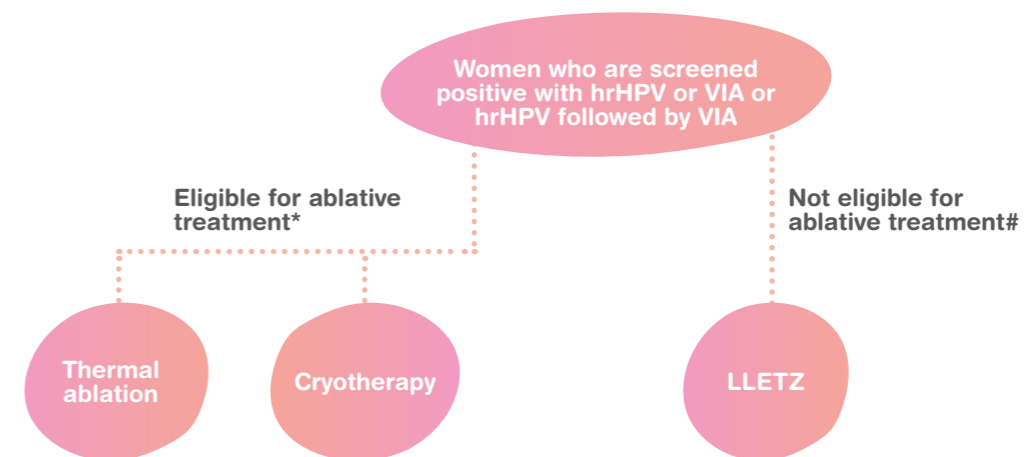 Women who are screened
positive with hrHPV or VIA or
hrHPV followed by VIA
Eligible for ablative
treatment*
Not eligible for
ablative treatment#
Thermal
ablation
Cryotherapy
LLETZ